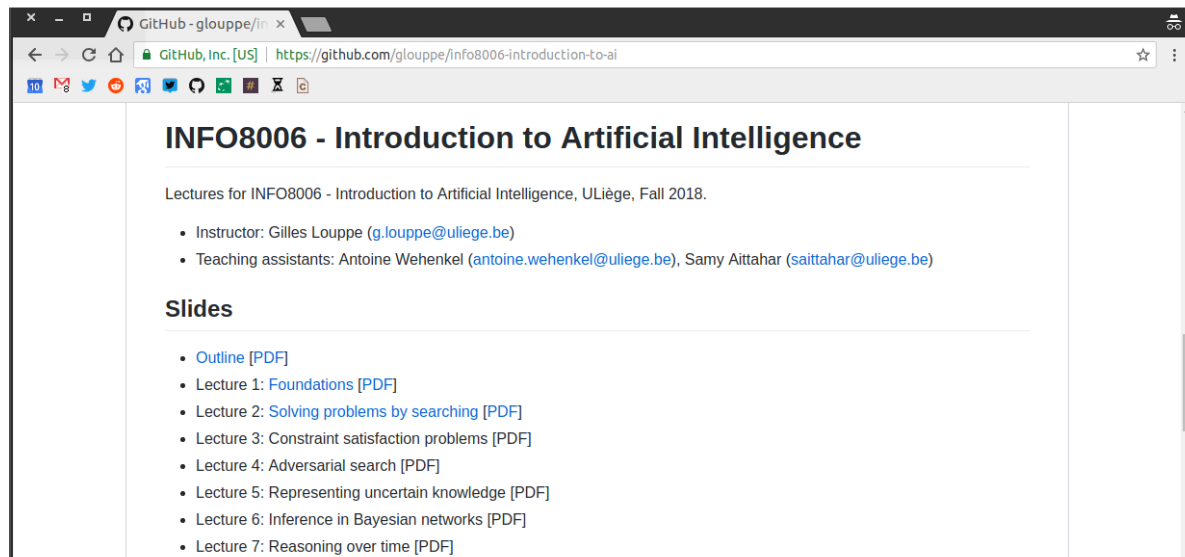 GitHub - glouppe/in
GitHub, Inc. [US] | https://github.com/glouppe/info8006-introduction-to-ai
10 8 # C
INFO8006 - Introduction to Artificial Intelligence
Lectures for INFO8006 - Introduction to Artificial Intelligence, ULiège, Fall 2018.
• Instructor: Gilles Louppe (g.louppe@uliege.be)
• Teaching assistants: Antoine Wehenkel (antoine.wehenkel@uliege.be), Samy Aittahar (saittahar@uliege.be)
Slides
• Outline [PDF]
• Lecture 1: Foundations [PDF]
• Lecture 2: Solving problems by searching [PDF]
• Lecture 3: Constraint satisfaction problems [PDF]
• Lecture 4: Adversarial search [PDF]
• Lecture 5: Representing uncertain knowledge [PDF]
• Lecture 6: Inference in Bayesian networks [PDF]
• Lecture 7: Reasoning over time [PDF]